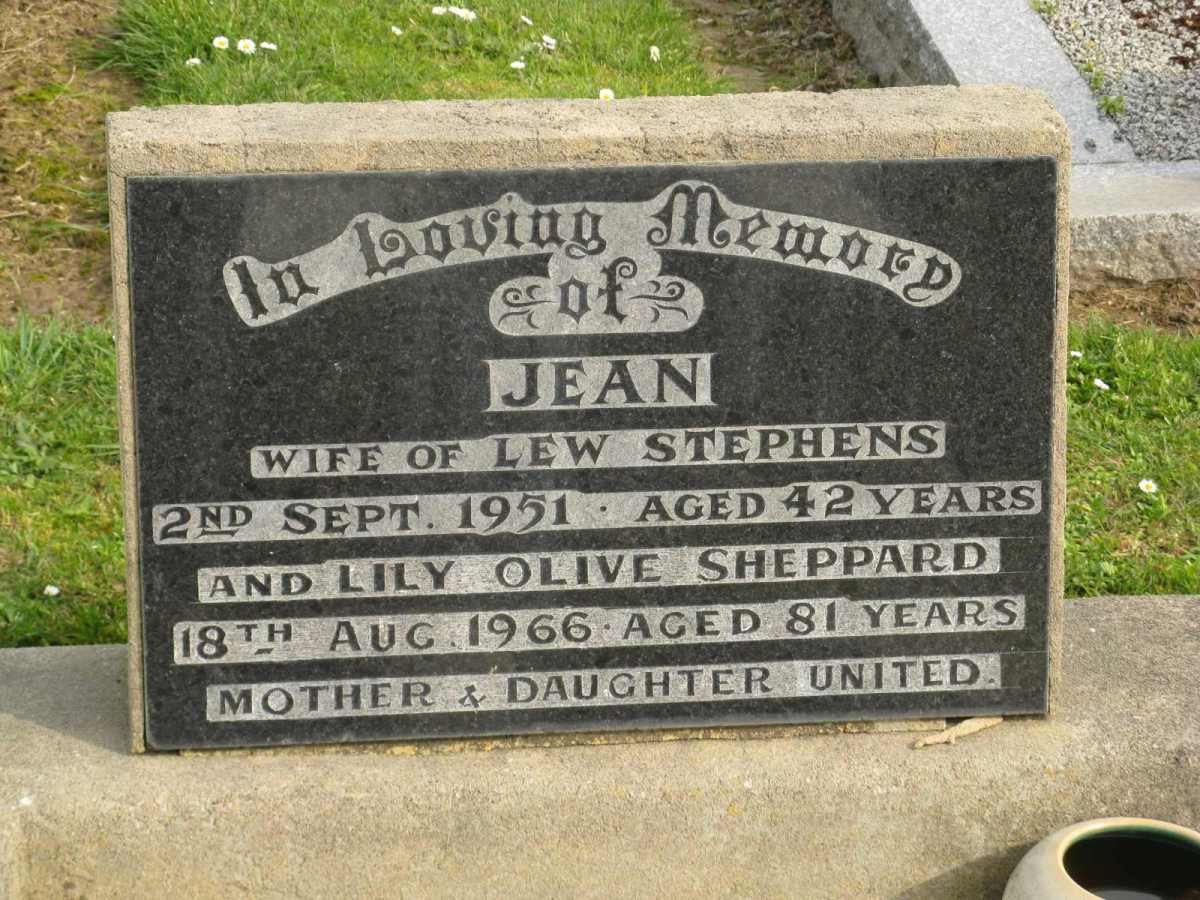 In Loving Memory
of
JEAN
WIFE OF LEW STEPHENS
2ND SEPT. 1951 · AGED 42 YEARS
AND LILY OLIVE SHEPPARD
18TH AUG. 1966 · AGED 81 YEARS
MOTHER & DAUGHTER UNITED.